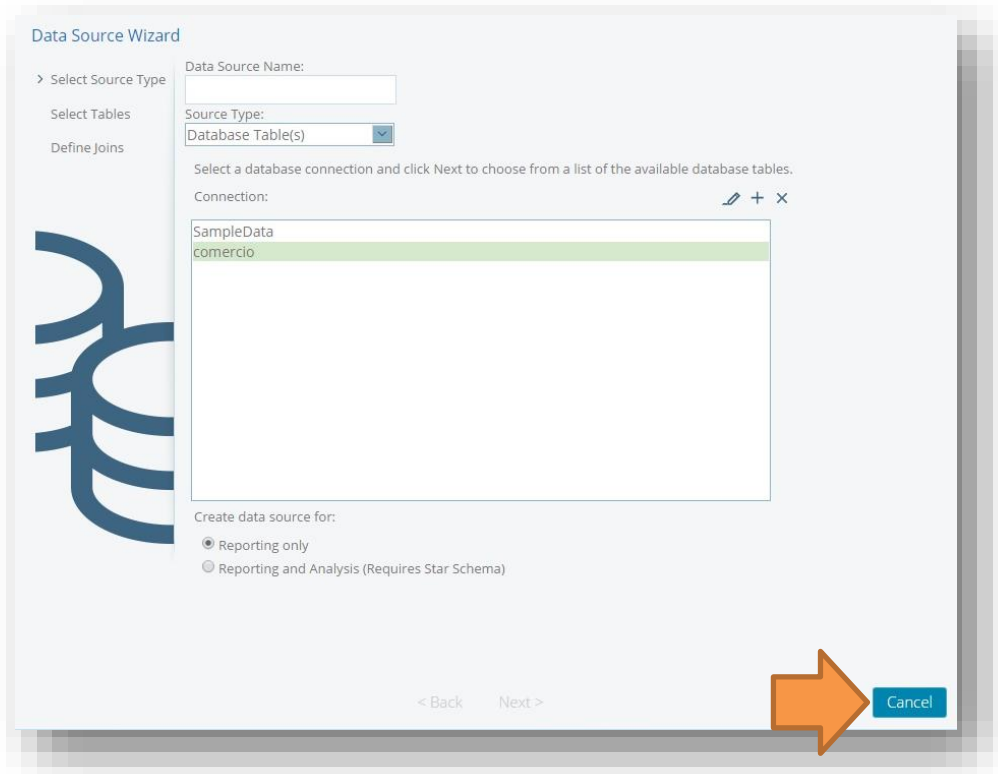 Data Source Wizard
> Select Source Type
Select Tables
Define Joins
Data Source Name:
Source Type:
Database Table(s)
Select a database connection and click Next to choose from a list of the available database tables.
Connection:
SampleData
comercio
Create data source for:
Reporting only
Reporting and Analysis (Requires Star Schema)
< Back Next >
Cancel